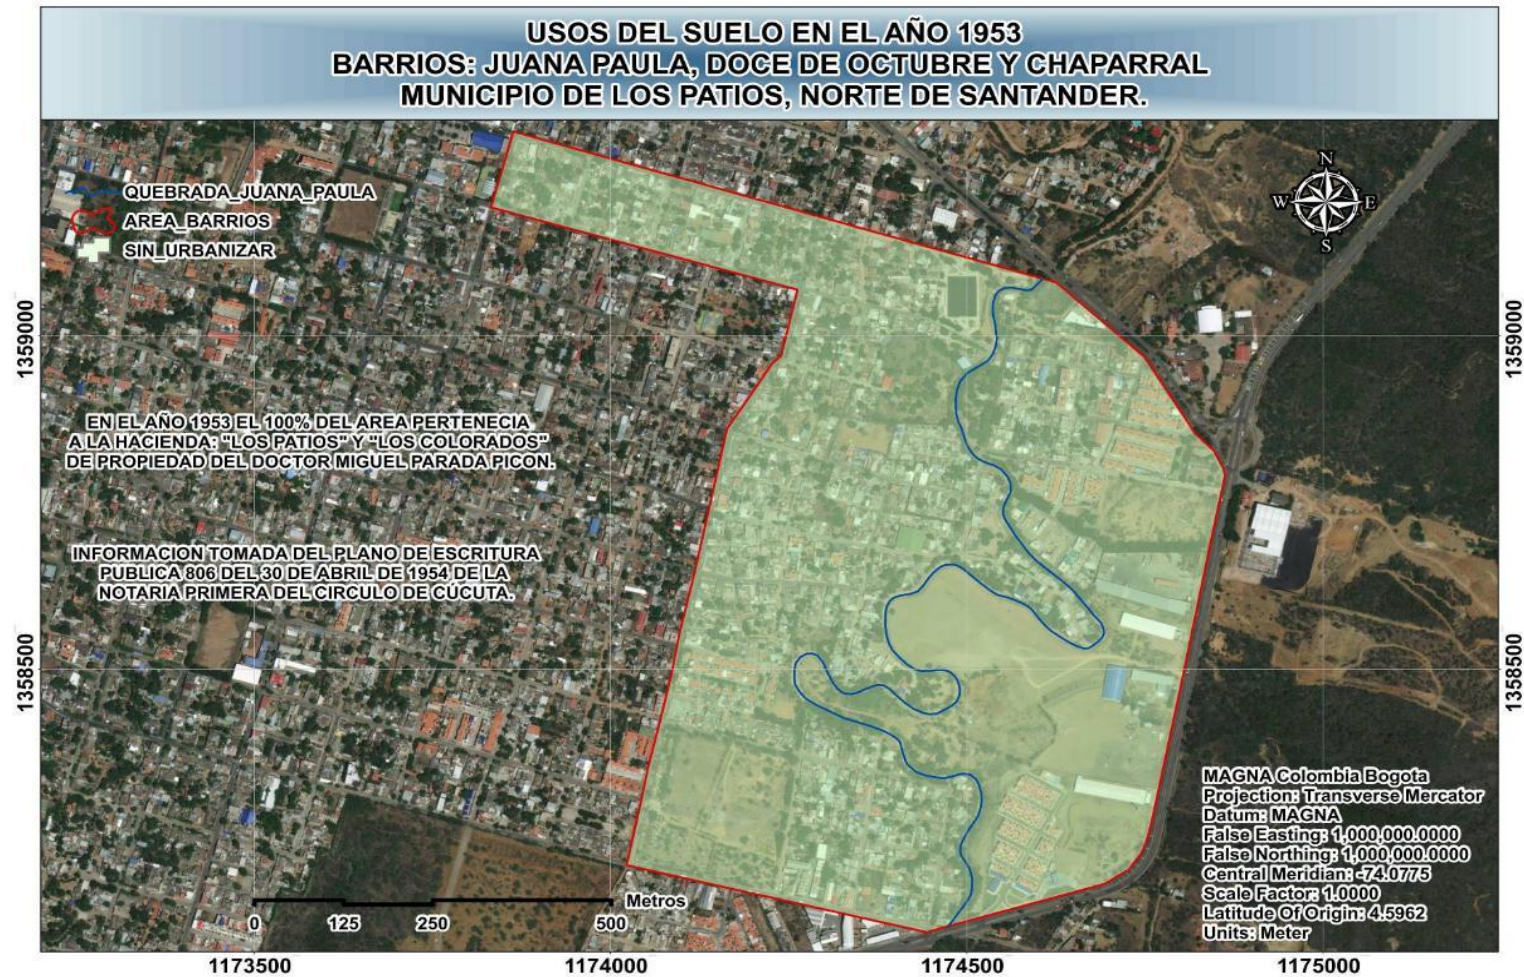 USOS DEL SUELO EN EL AÑO 1953
BARRIOS: JUANA PAULA, DOCE DE OCTUBRE Y CHAPARRAL
MUNICIPIO DE LOS PATIOS, NORTE DE SANTANDER.
N
W E
S
QUEBRADA_JUANA_PAULA
AREA_BARRIOS
SIN_URBANIZAR
1359000
1359000
EN EL AÑO 1953 EL 100% DEL AREA PERTENECIA
A LA HACIENDA: "LOS PATIOS" Y "LOS COLORADOS"
DE PROPIEDAD DEL DOCTOR MIGUEL PARADA PICON.
INFORMACION TOMADA DEL PLANO DE ESCRITURA
PUBLICA 806 DEL 30 DE ABRIL DE 1954 DE LA
NOTARIA PRIMERA DEL CIRCULO DE CÚCUTA.
1358500
1358500
MAGNA Colombia Bogota
Projection: Transverse Mercator
Datum: MAGNA
False Easting: 1,000,000.0000
False Northing: 1,000,000.0000
Central Meridian: -74.0775
Scale Factor: 1.0000
Latitude Of Origin: 4.5962
Units: Meter
Metros
0 125 250 500
1173500 1174000 1174500 1175000